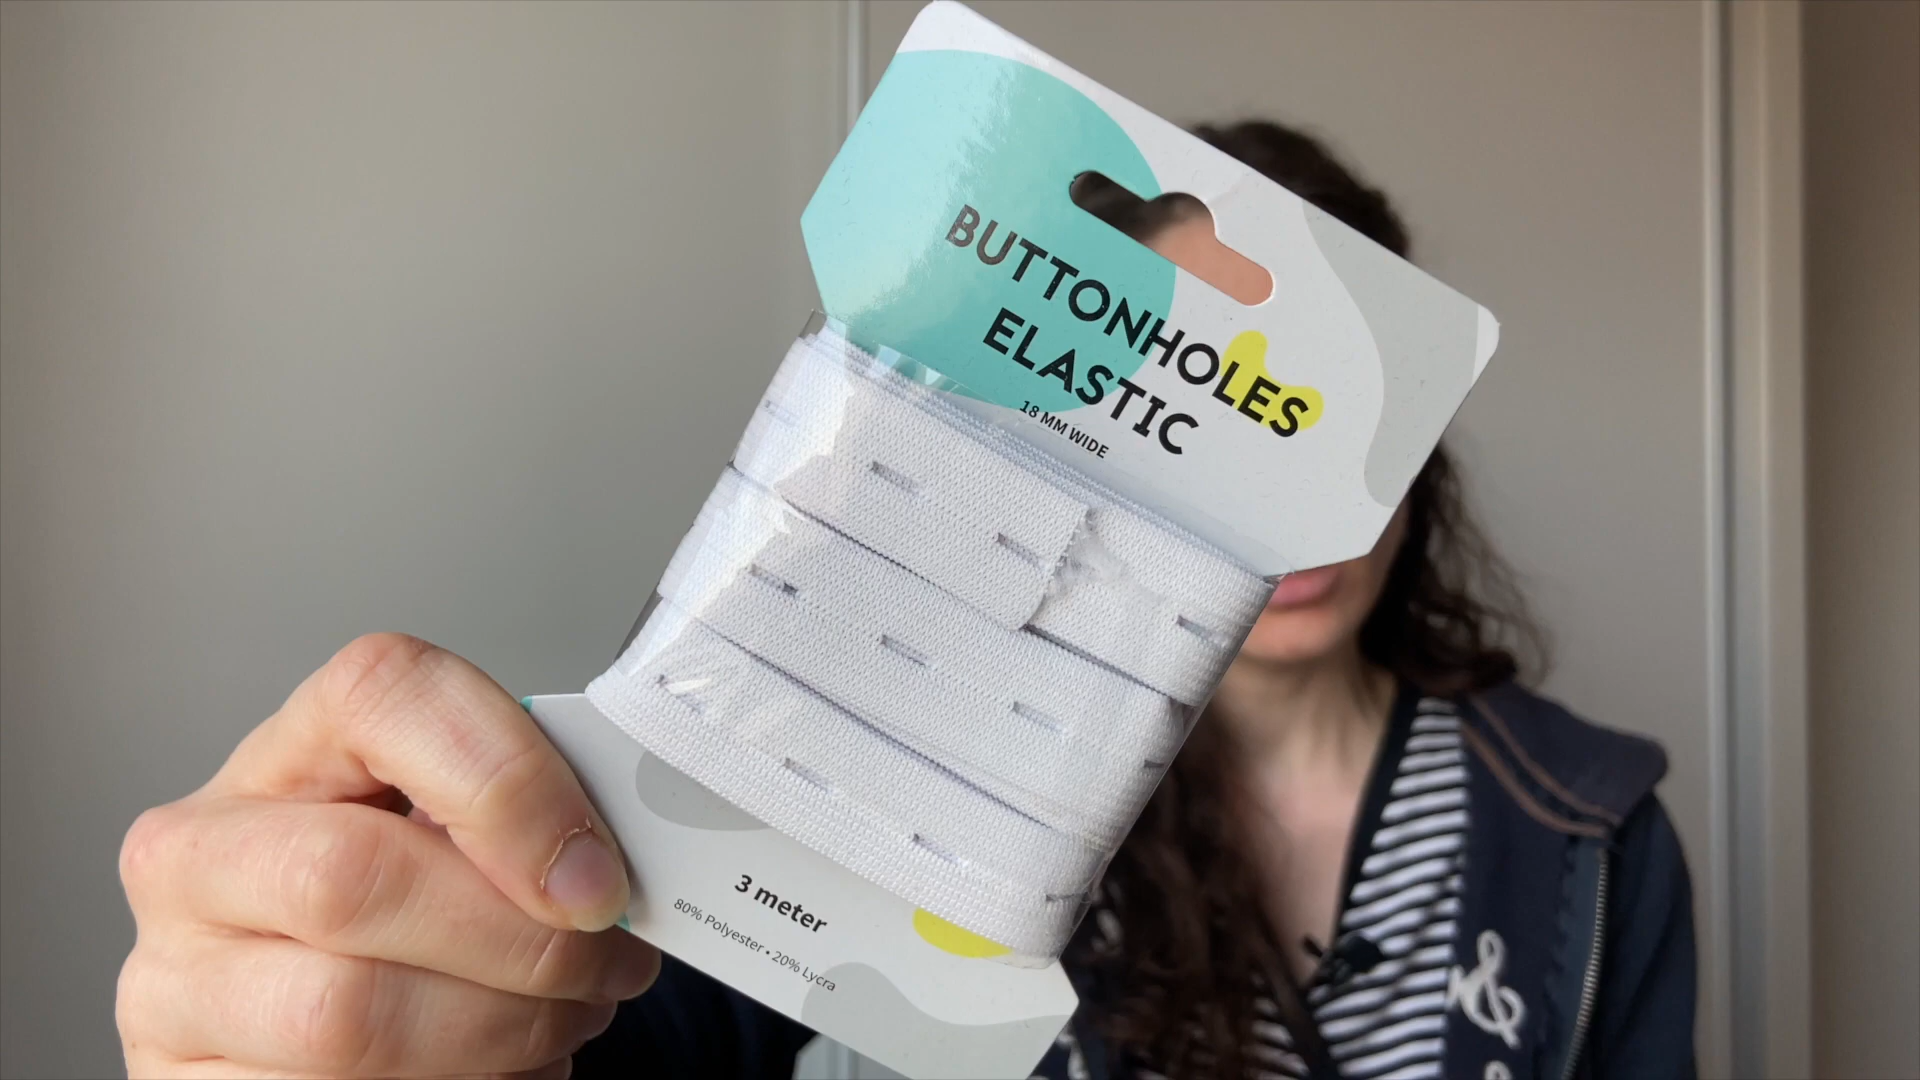 BUTTONHOLES
ELASTIC
18 MM WIDE
3 meter
80% Polyester • 20% Lycra